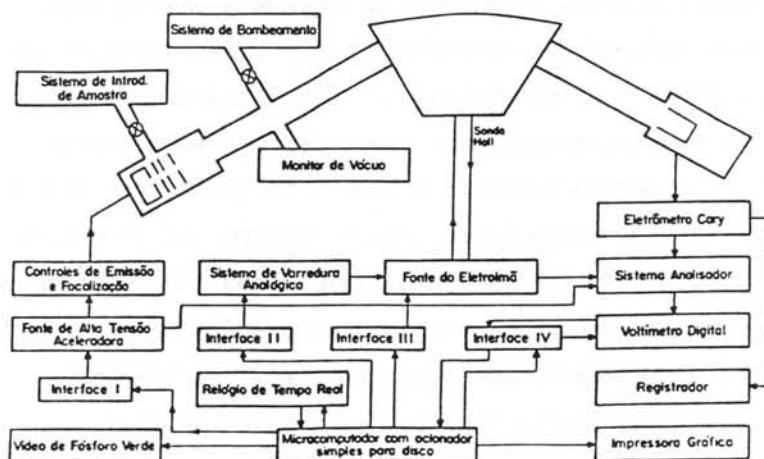 Sistema de Bombeamento
Sistema de Introd.
de Amostra
Monitor de Vácuo
Sonda
Hall
Eletrômetro Cary
Controles de Emissão
e Focalização
Sistema de Varredura
Analógica
Fonte do Eletroimã
Sistema Analisador
Fonte de Alta Tensão
Aceleradora
Interface II
Interface III
Interface IV
Voltímetro Digital
Interface I
Relógio de Tempo Real
Registrador
Vídeo de Fósforo Verde
Microcomputador com acionador
simples para disco
Impressora Gráfica